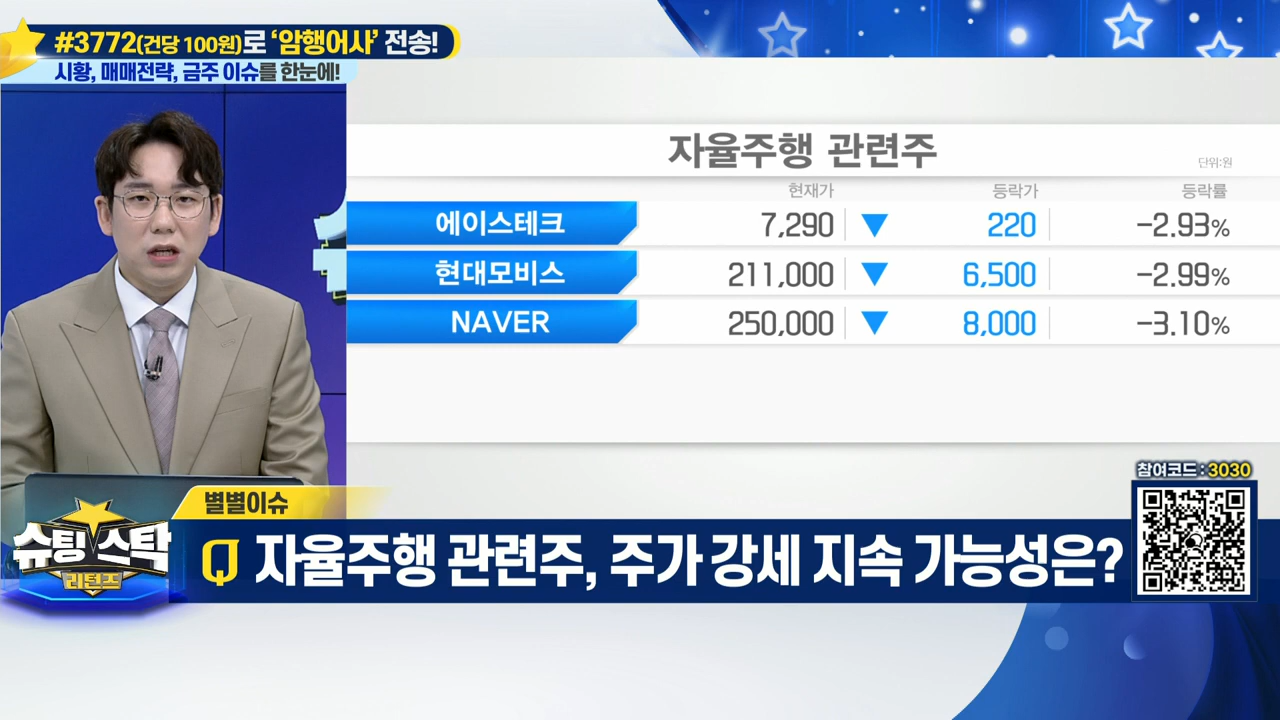 #3772(건당 100원)로 '암행어사' 전송!
시황, 매매전략, 금주 이슈를 한눈에!
자율주행 관련주
단위:원
현재가 등락가 등락률
에이스테크 7,290 ▼ 220 -2.93%
현대모비스 211,000 ▼ 6,500 -2.99%
NAVER 250,000 ▼ 8,000 -3.10%
참여코드 : 3030
별별이슈
슈팅스탁
리턴즈
Q 자율주행 관련주, 주가 강세 지속 가능성은?